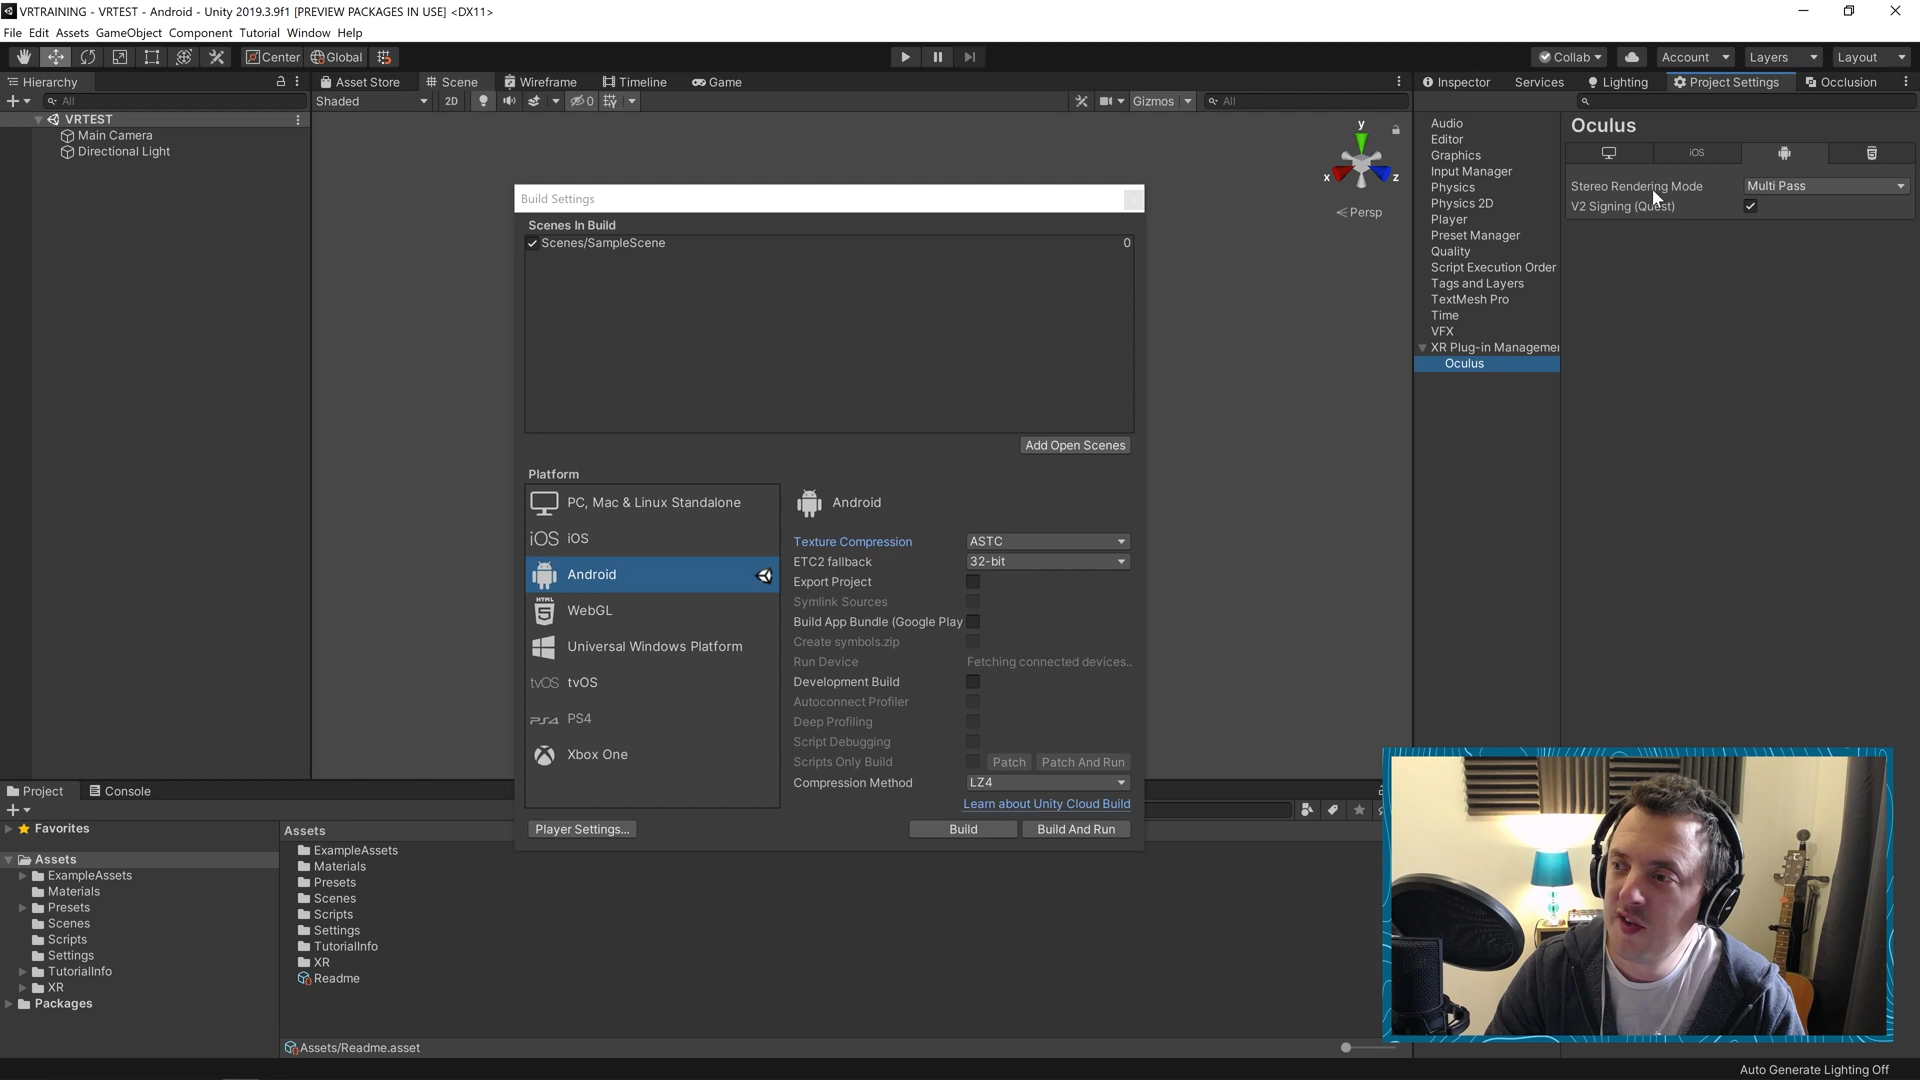 VRTRAINING - VRTEST - Android - Unity 2019.3.9f1 [PREVIEW PACKAGES IN USE] <DX11>
File Edit Assets GameObject Component Tutorial Window Help
Center Global
Collab Account Layers Layout
Hierarchy
All
VRTEST
Main Camera
Directional Light
Asset Store Scene Wireframe Timeline Game
Shaded 2D 0 Gizmos All
y
x
z
Persp
Build Settings
Scenes In Build
Scenes/SampleScene 0
Add Open Scenes
Platform
PC, Mac & Linux Standalone
iOS iOS
Android
HTML 5 WebGL
Universal Windows Platform
tvOS tvOS
PS4 PS4
Xbox One
Android
Texture Compression ASTC
ETC2 fallback 32-bit
Export Project
Symlink Sources
Build App Bundle (Google Play
Create symbols.zip
Run Device Fetching connected devices..
Development Build
Autoconnect Profiler
Deep Profiling
Script Debugging
Scripts Only Build Patch Patch And Run
Compression Method LZ4
Learn about Unity Cloud Build
Player Settings... Build Build And Run
Inspector Services Lighting Project Settings Occlusion
Audio
Editor
Graphics
Input Manager
Physics
Physics 2D
Player
Preset Manager
Quality
Script Execution Order
Tags and Layers
TextMesh Pro
Time
VFX
XR Plug-in Managemen
Oculus
Oculus
iOS
Stereo Rendering Mode Multi Pass
V2 Signing (Quest)
Project Console
Favorites
Assets
ExampleAssets
Materials
Presets
Scenes
Scripts
Settings
TutorialInfo
XR
Packages
Assets
ExampleAssets
Materials
Presets
Scenes
Scripts
Settings
TutorialInfo
XR
Readme
Assets/Readme.asset
Auto Generate Lighting Off